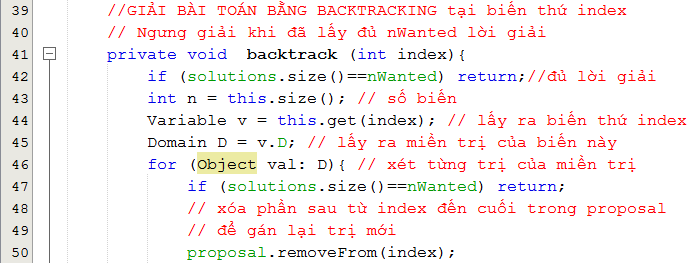 39 //GIẢI BÀI TOÁN BẰNG BACKTRACKING tại biến thứ index
40 // Ngưng giải khi đã lấy đủ nWanted lời giải
41 private void backtrack (int index){
42 if (solutions.size()==nWanted) return;//đủ lời giải
43 int n = this.size(); // số biến
44 Variable v = this.get(index); // lấy ra biến thứ index
45 Domain D = v.D; // lấy ra miền trị của biến này
46 for (Object val: D){ // xét từng trị của miền trị
47 if (solutions.size()==nWanted) return;
48 // xóa phần sau từ index đến cuối trong proposal
49 // để gán lại trị mới
50 proposal.removeFrom(index);